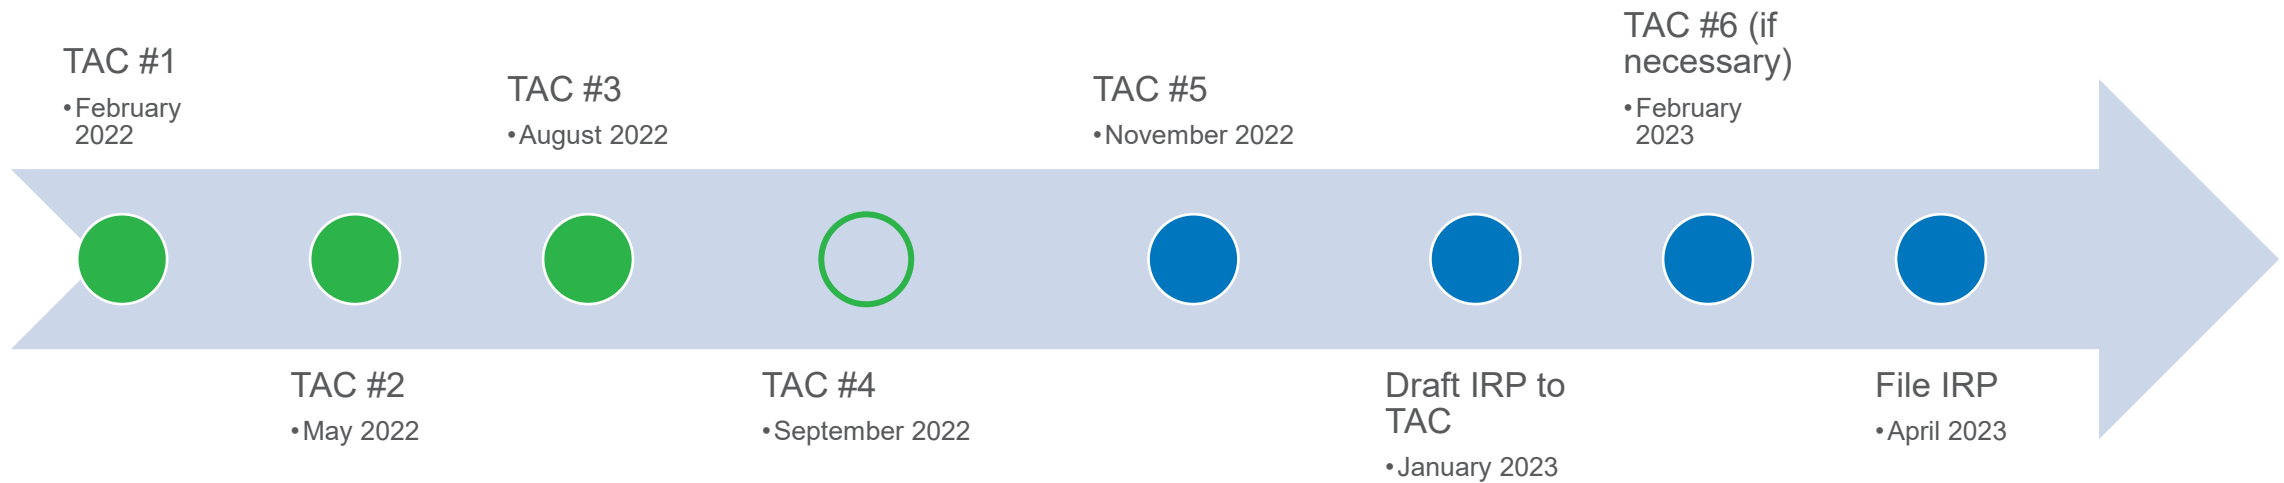 TAC #1
•February
2022
TAC #2
•May 2022
TAC #3
•August 2022
TAC #4
•September 2022
TAC #5
•November 2022
Draft IRP to
TAC
•January 2023
TAC #6 (if
necessary)
•February
2023
File IRP
•April 2023